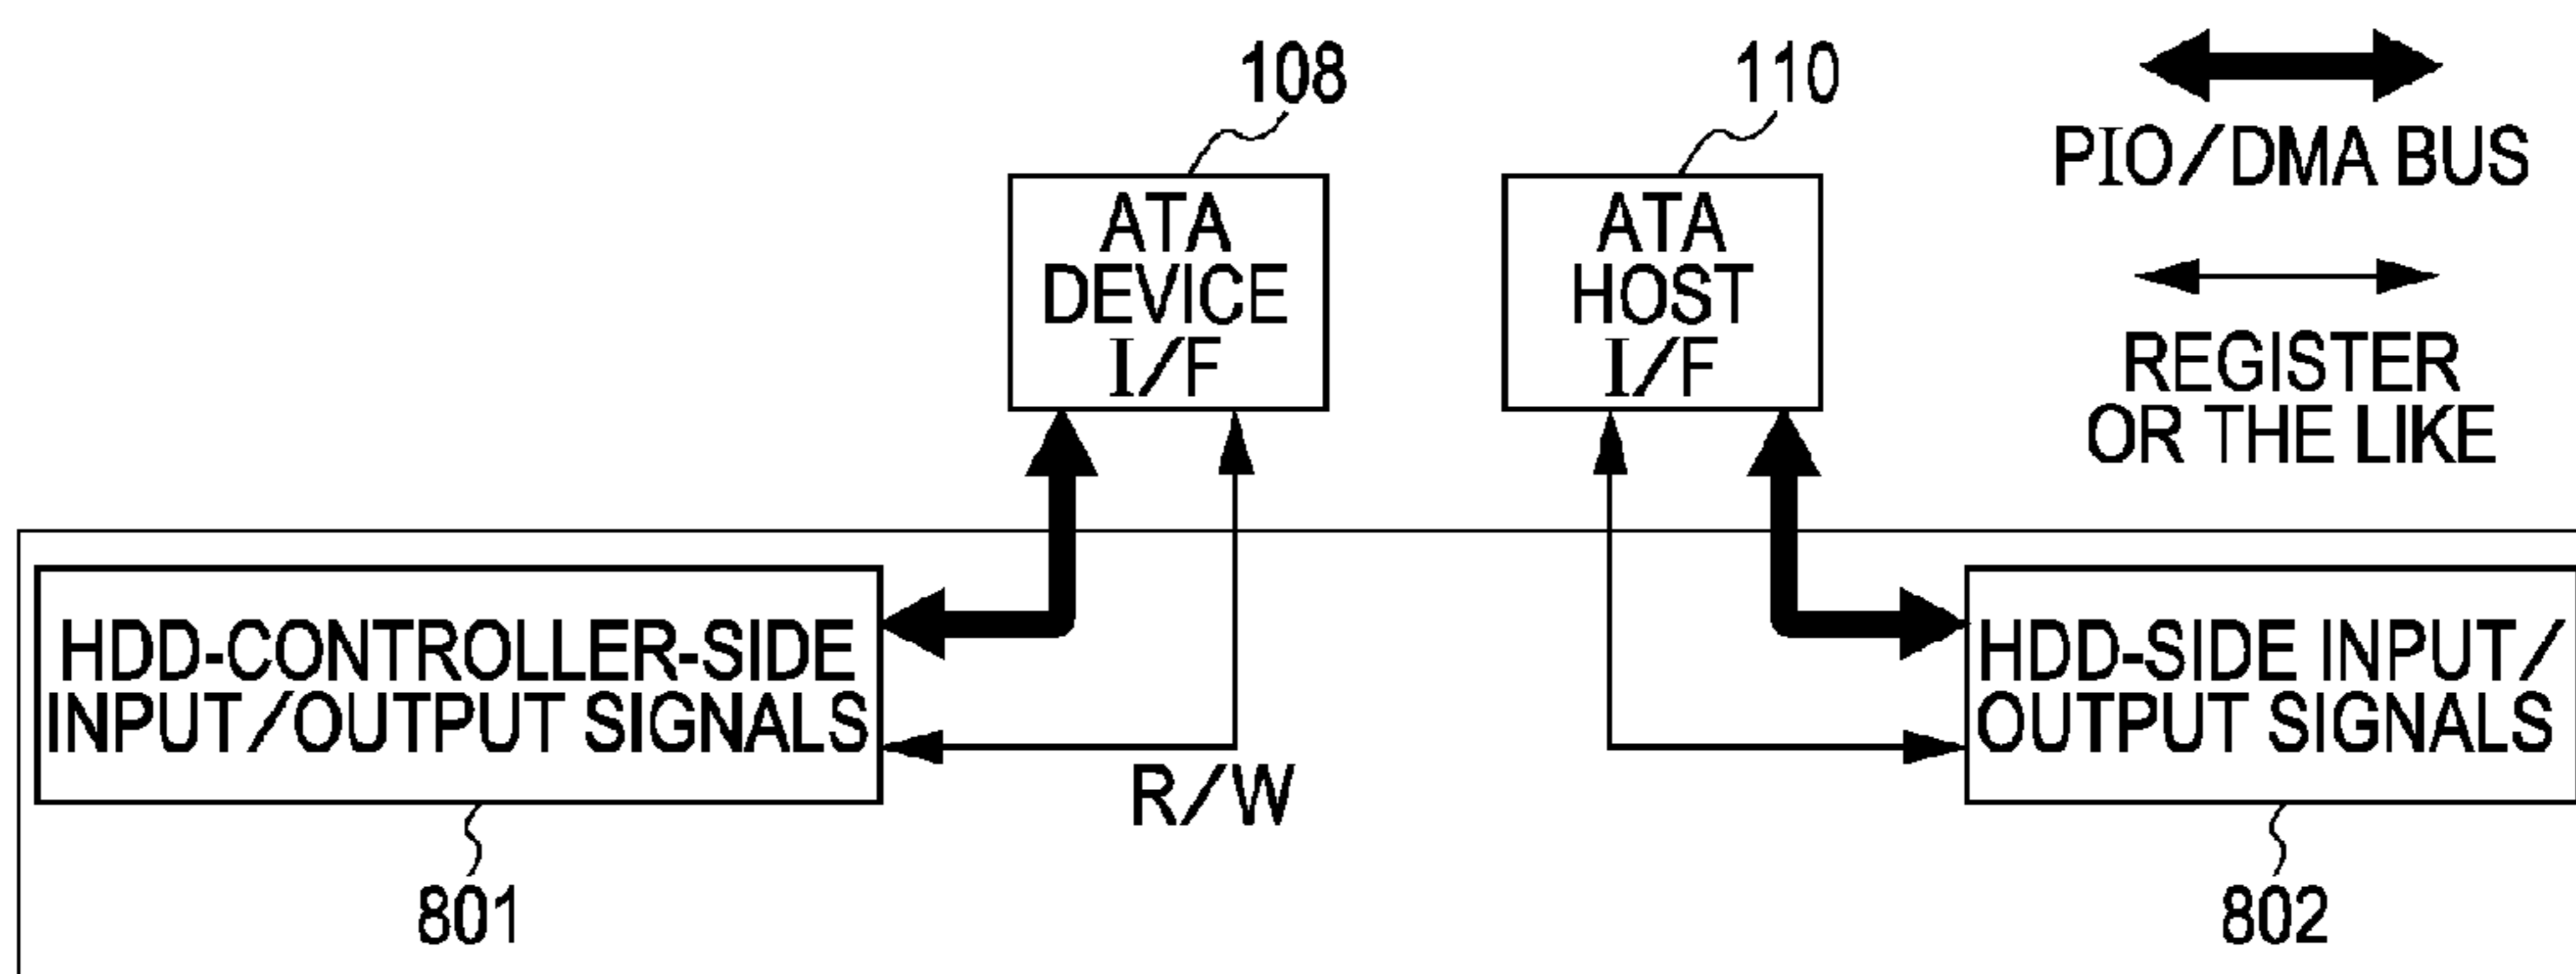 108
110
PIO/DMA BUS
ATA
DEVICE
I/F
ATA
HOST
I/F
REGISTER
OR THE LIKE
HDD-CONTROLLER-SIDE
INPUT/OUTPUT SIGNALS
R/W
HDD-SIDE INPUT/
OUTPUT SIGNALS
801
802